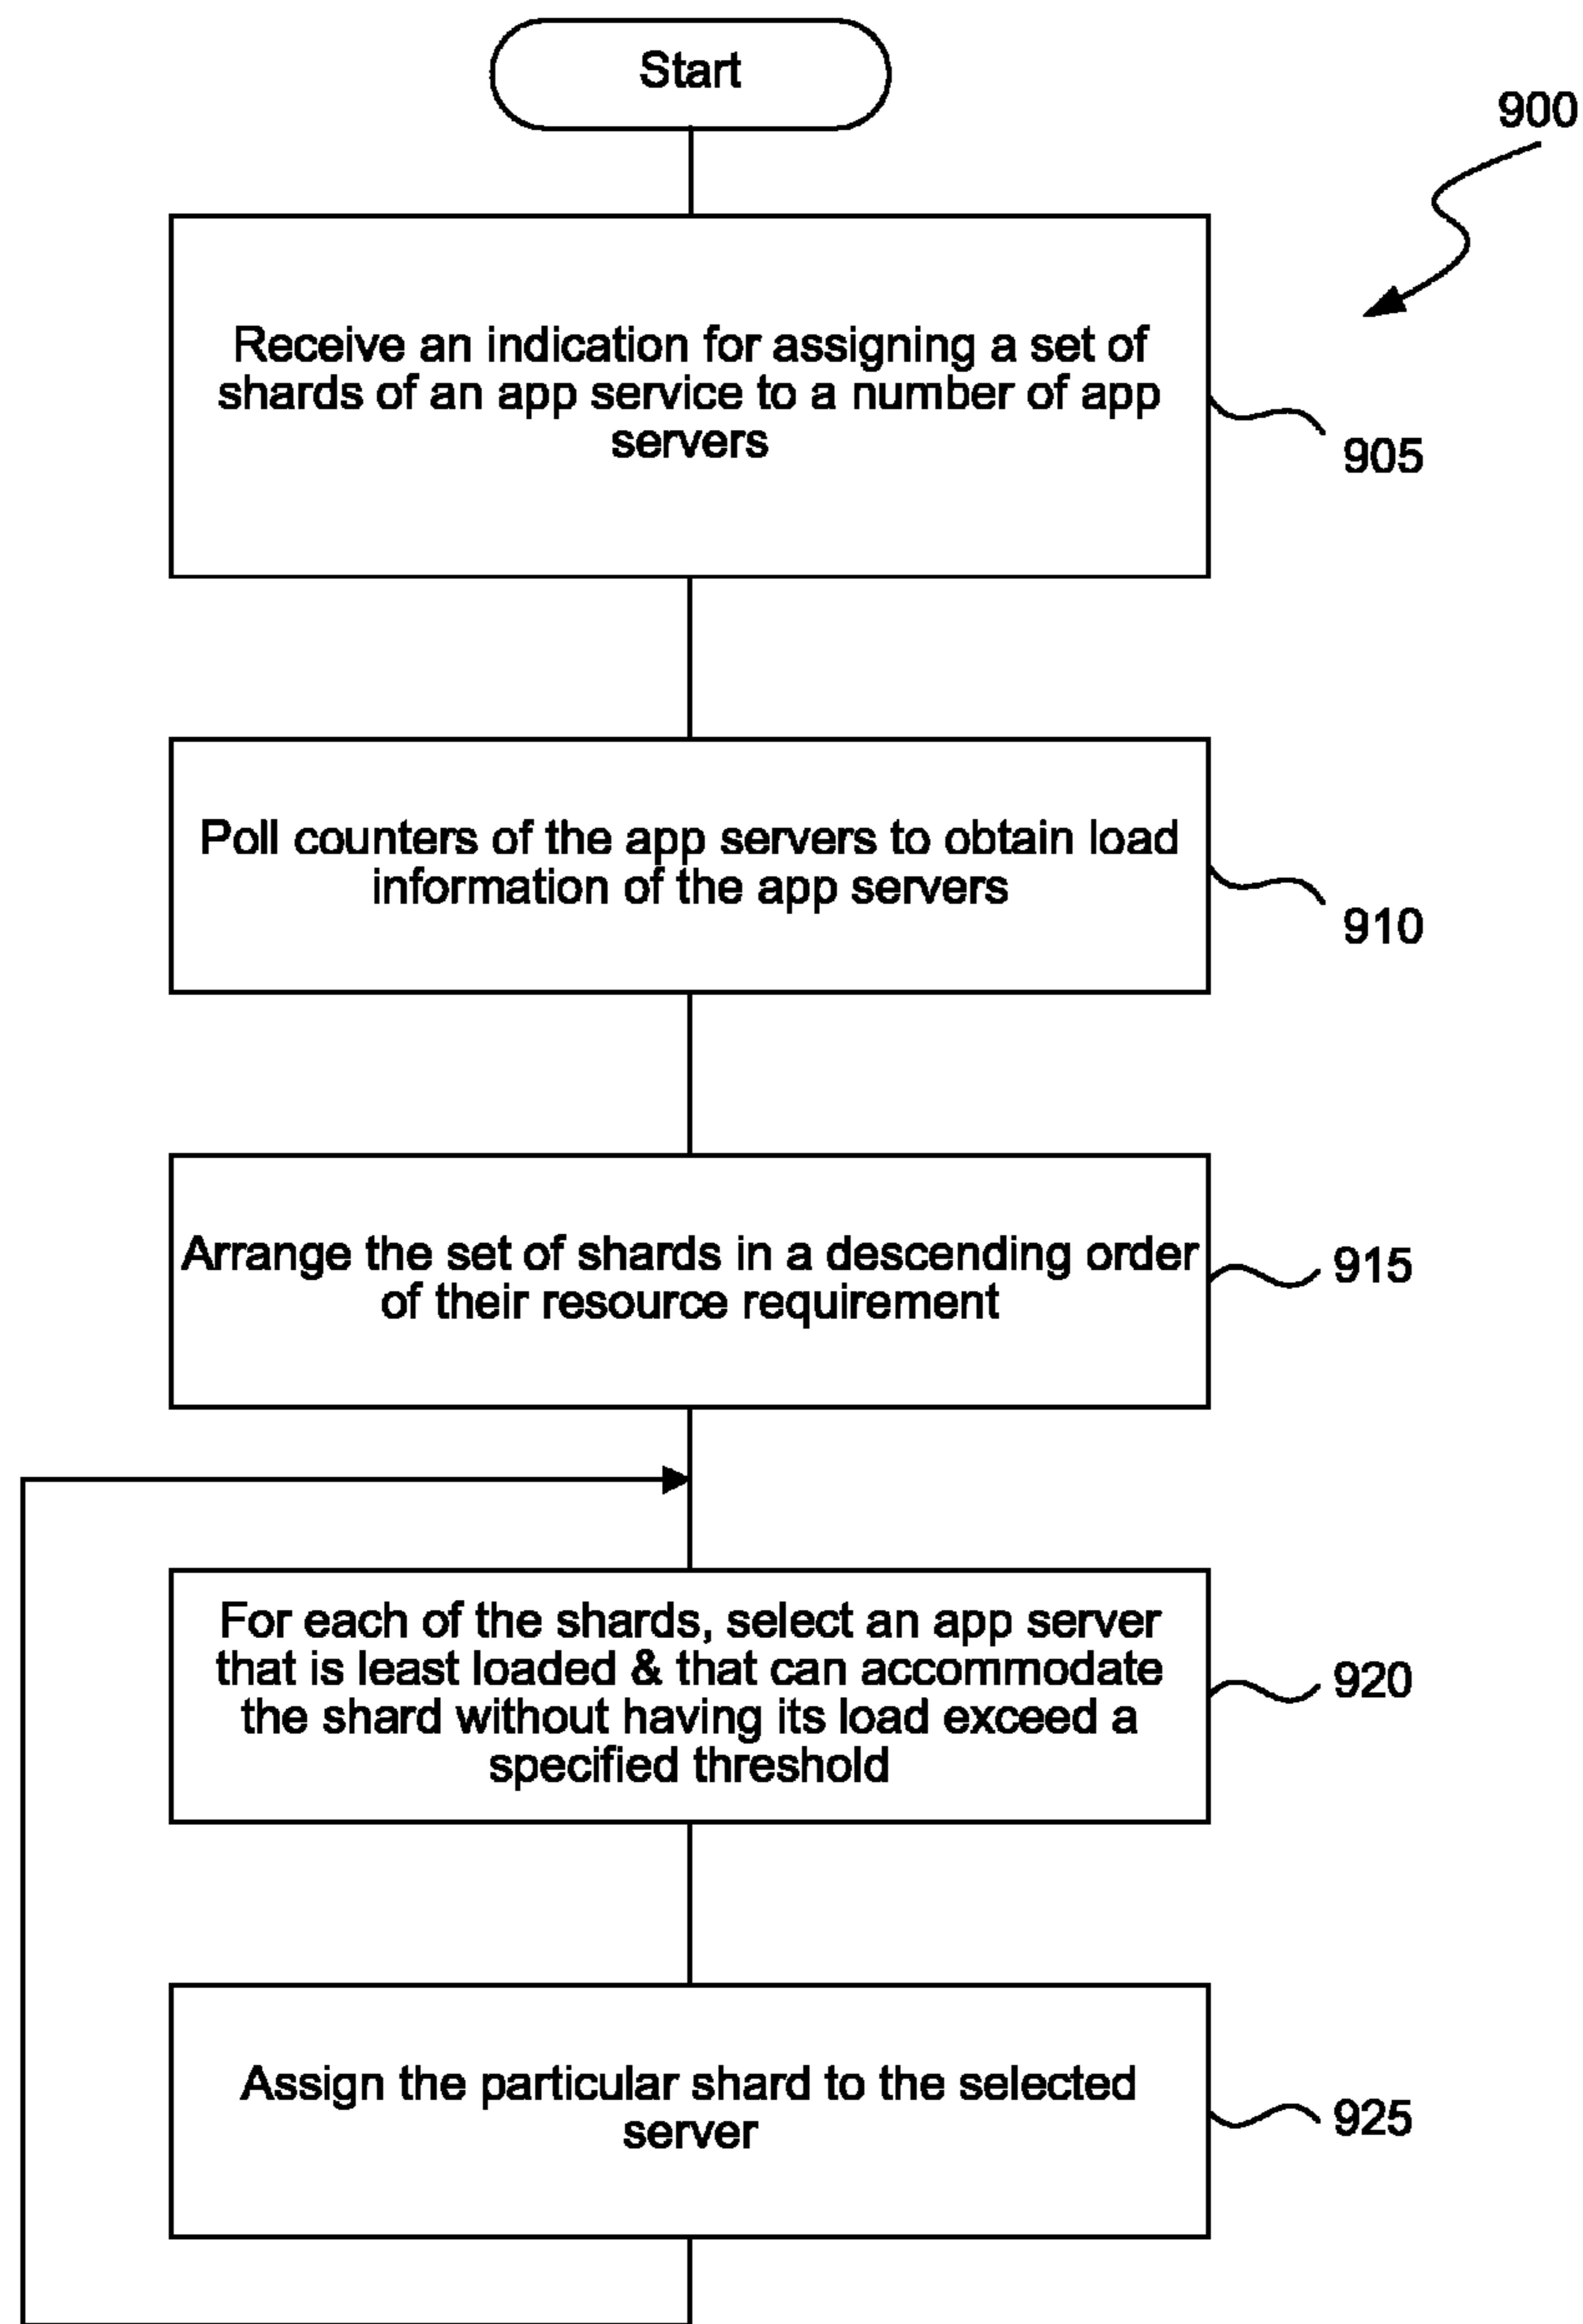 Start
900
Receive an indication for assigning a set of
shards of an app service to a number of app
servers
905
Poll counters of the app servers to obtain load
information of the app servers
910
Arrange the set of shards in a descending order
of their resource requirement
915
For each of the shards, select an app server
that is least loaded & that can accommodate
the shard without having its load exceed a
specified threshold
920
Assign the particular shard to the selected
server
925